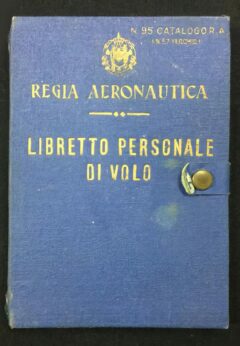 N. 95 CATALOGO R.A.
REGIA AERONAUTICA
LIBRETTO PERSONALE
DI VOLO